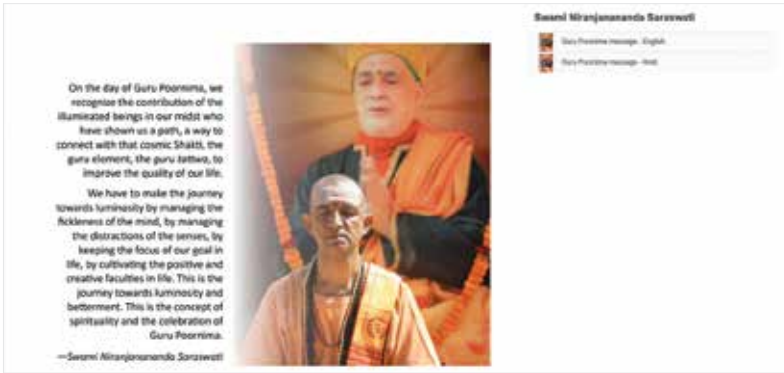 On the day of Guru Poornima, we
recognize the contribution of the
illuminated beings in our midst who
have shown us a path, a way to
connect with that cosmic Shakti, the
guru element, the guru tattwa, to
improve the quality of our life.
We have to make the journey
towards luminosity by managing the
fickleness of the mind, by managing
the distractions of the senses, by
keeping the focus of our goal in
life, by cultivating the positive and
creative faculties in life. This is the
journey towards luminosity and
betterment. This is the concept of
spirituality and the celebration of
Guru Poornima.
—Swami Niranjanananda Saraswati
Swami Niranjanananda Saraswati
Guru Poornima message - English
Guru Poornima message - Hindi